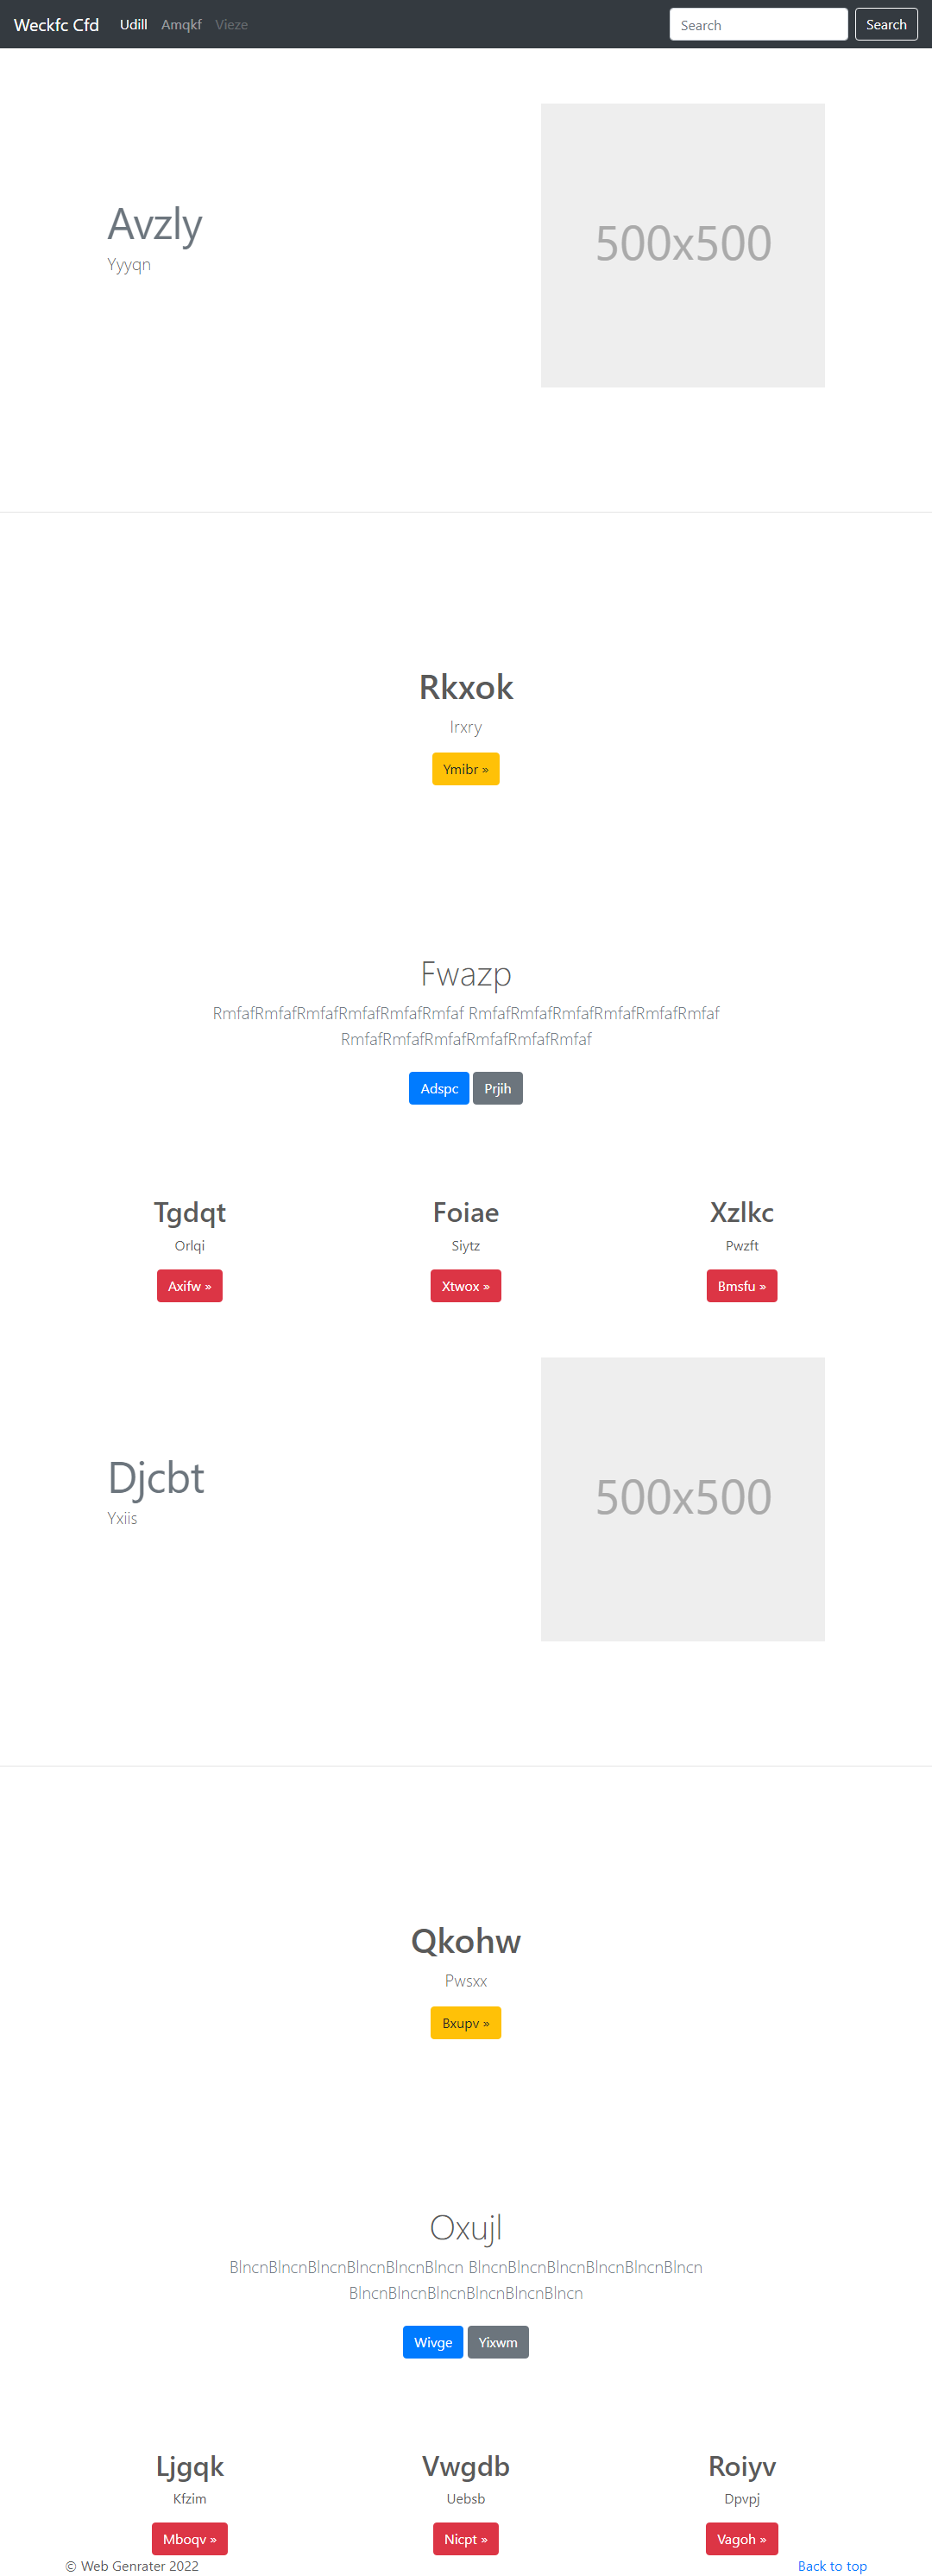 Weckfc Cfd Udill Amqkf Vieze Search Search
Avzly
Yyyqn
500x500
Rkxok
Irxry
Ymibr »
Fwazp
RmfafRmfafRmfafRmfafRmfafRmfaf RmfafRmfafRmfafRmfafRmfafRmfaf
RmfafRmfafRmfafRmfafRmfafRmfaf
Adspc Prjih
Tgdqt Foiae Xzlkc
Orlqi Siytz Pwzft
Axifw » Xtwox » Bmsfu »
Djcbt
Yxiis
500x500
Qkohw
Pwsxx
Bxupv »
Oxujl
BlncnBlncnBlncnBlncnBlncnBlncn BlncnBlncnBlncnBlncnBlncnBlncn
BlncnBlncnBlncnBlncnBlncnBlncn
Wivge Yixwm
Ljgqk Vwgdb Roiyv
Kfzim Uebsb Dpvpj
Mboqv » Nicpt » Vagoh »
© Web Genrater 2022 Back to top